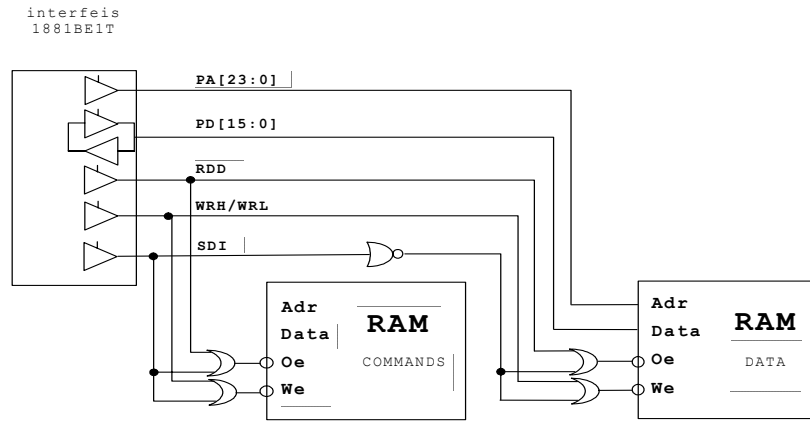 interfeis
1881BE1T
PA[23:0]
PD[15:0]
RDD
WRH/WRL
SDI
Adr
Data
RAM
Oe
COMMANDS
We
Adr
Data
RAM
Oe
DATA
We